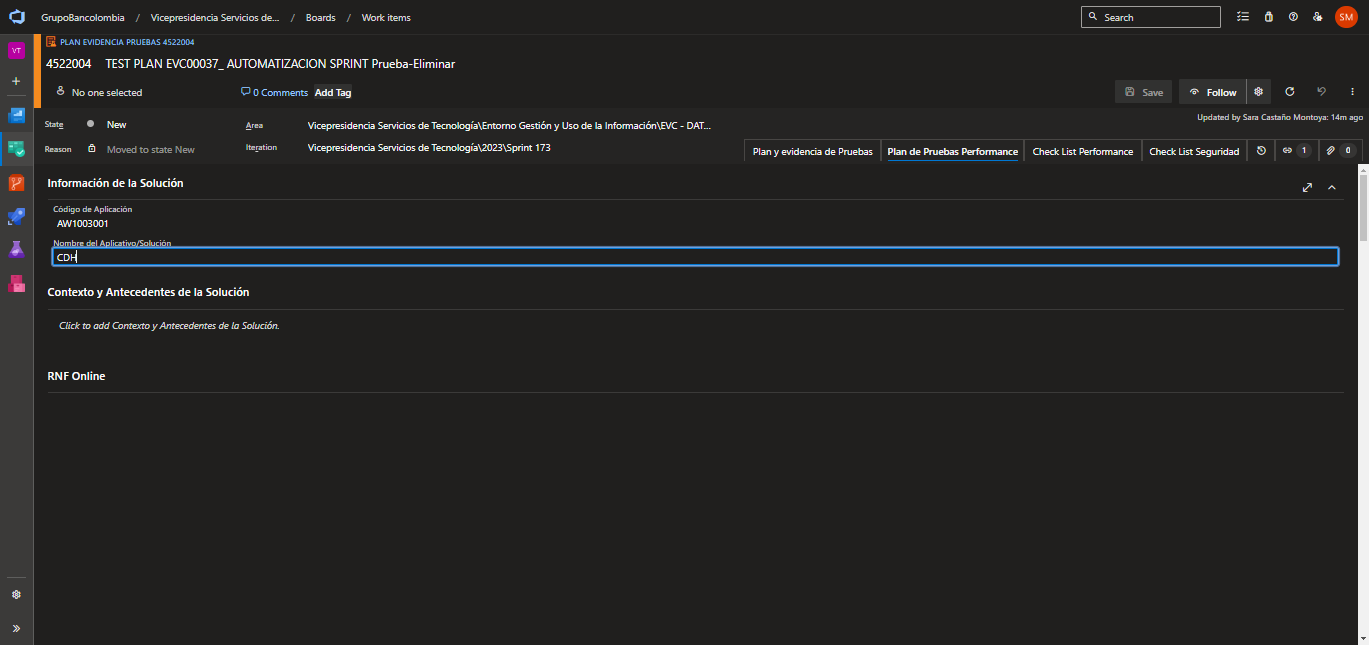 GrupoBancolombia / Vicepresidencia Servicios de... / Boards / Work items
Search
SM
VT
PLAN EVIDENCIA PRUEBAS 4522004
4522004 TEST PLAN EVC00037_ AUTOMATIZACION SPRINT Prueba-Eliminar
No one selected
0 Comments
Add Tag
Save
Follow
State
New
Area
Vicepresidencia Servicios de Tecnología\Entorno Gestión y Uso de la Información\EVC - DAT...
Updated by Sara Castaño Montoya: 14m ago
Reason
Moved to state New
Iteration
Vicepresidencia Servicios de Tecnología\2023\Sprint 173
Plan y evidencia de Pruebas
Plan de Pruebas Performance
Check List Performance
Check List Seguridad
1
0
Información de la Solución
Código de Aplicación
AW1003001
Nombre del Aplicativo/Solución
CDH
Contexto y Antecedentes de la Solución
Click to add Contexto y Antecedentes de la Solución.
RNF Online